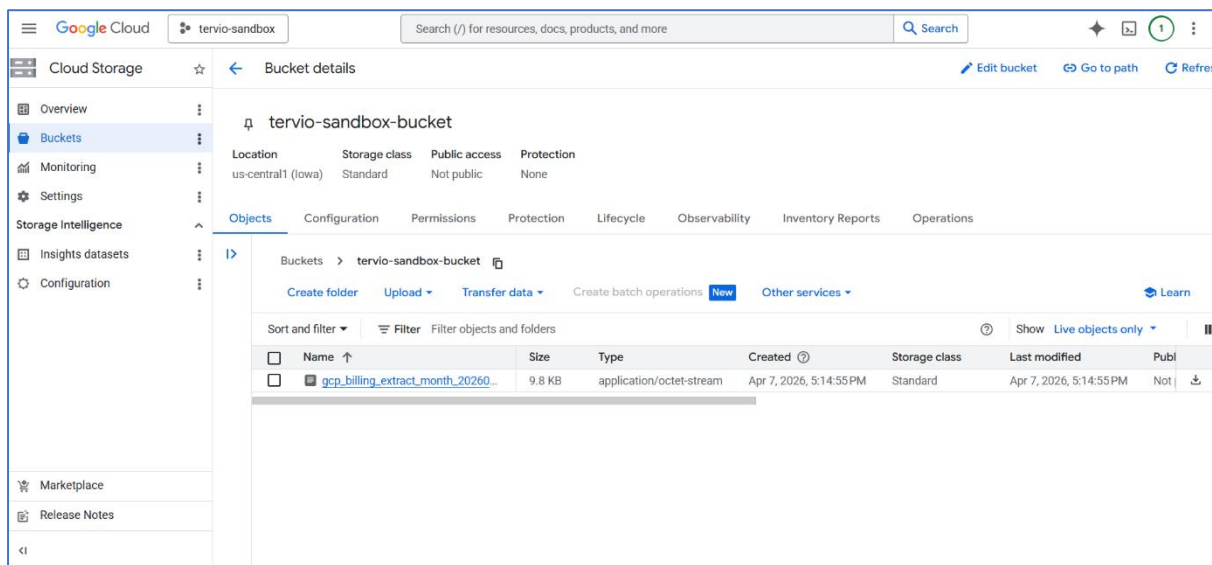 Google Cloud tervio-sandbox Search (/) for resources, docs, products, and more Search 1
Cloud Storage
Bucket details Edit bucket Go to path Refres
Overview
Buckets
Monitoring
Settings
Storage Intelligence
Insights datasets
Configuration
Marketplace
Release Notes
tervio-sandbox-bucket
Location Storage class Public access Protection
us-central1 (Iowa) Standard Not public None
Objects Configuration Permissions Protection Lifecycle Observability Inventory Reports Operations
Buckets > tervio-sandbox-bucket
Create folder Upload Transfer data Create batch operations New Other services Learn
Sort and filter Filter Filter objects and folders Show Live objects only
Name Size Type Created Storage class Last modified Publ
gcp_billing_extract_month_20260... 9.8 KB application/octet-stream Apr 7, 2026, 5:14:55 PM Standard Apr 7, 2026, 5:14:55 PM Not